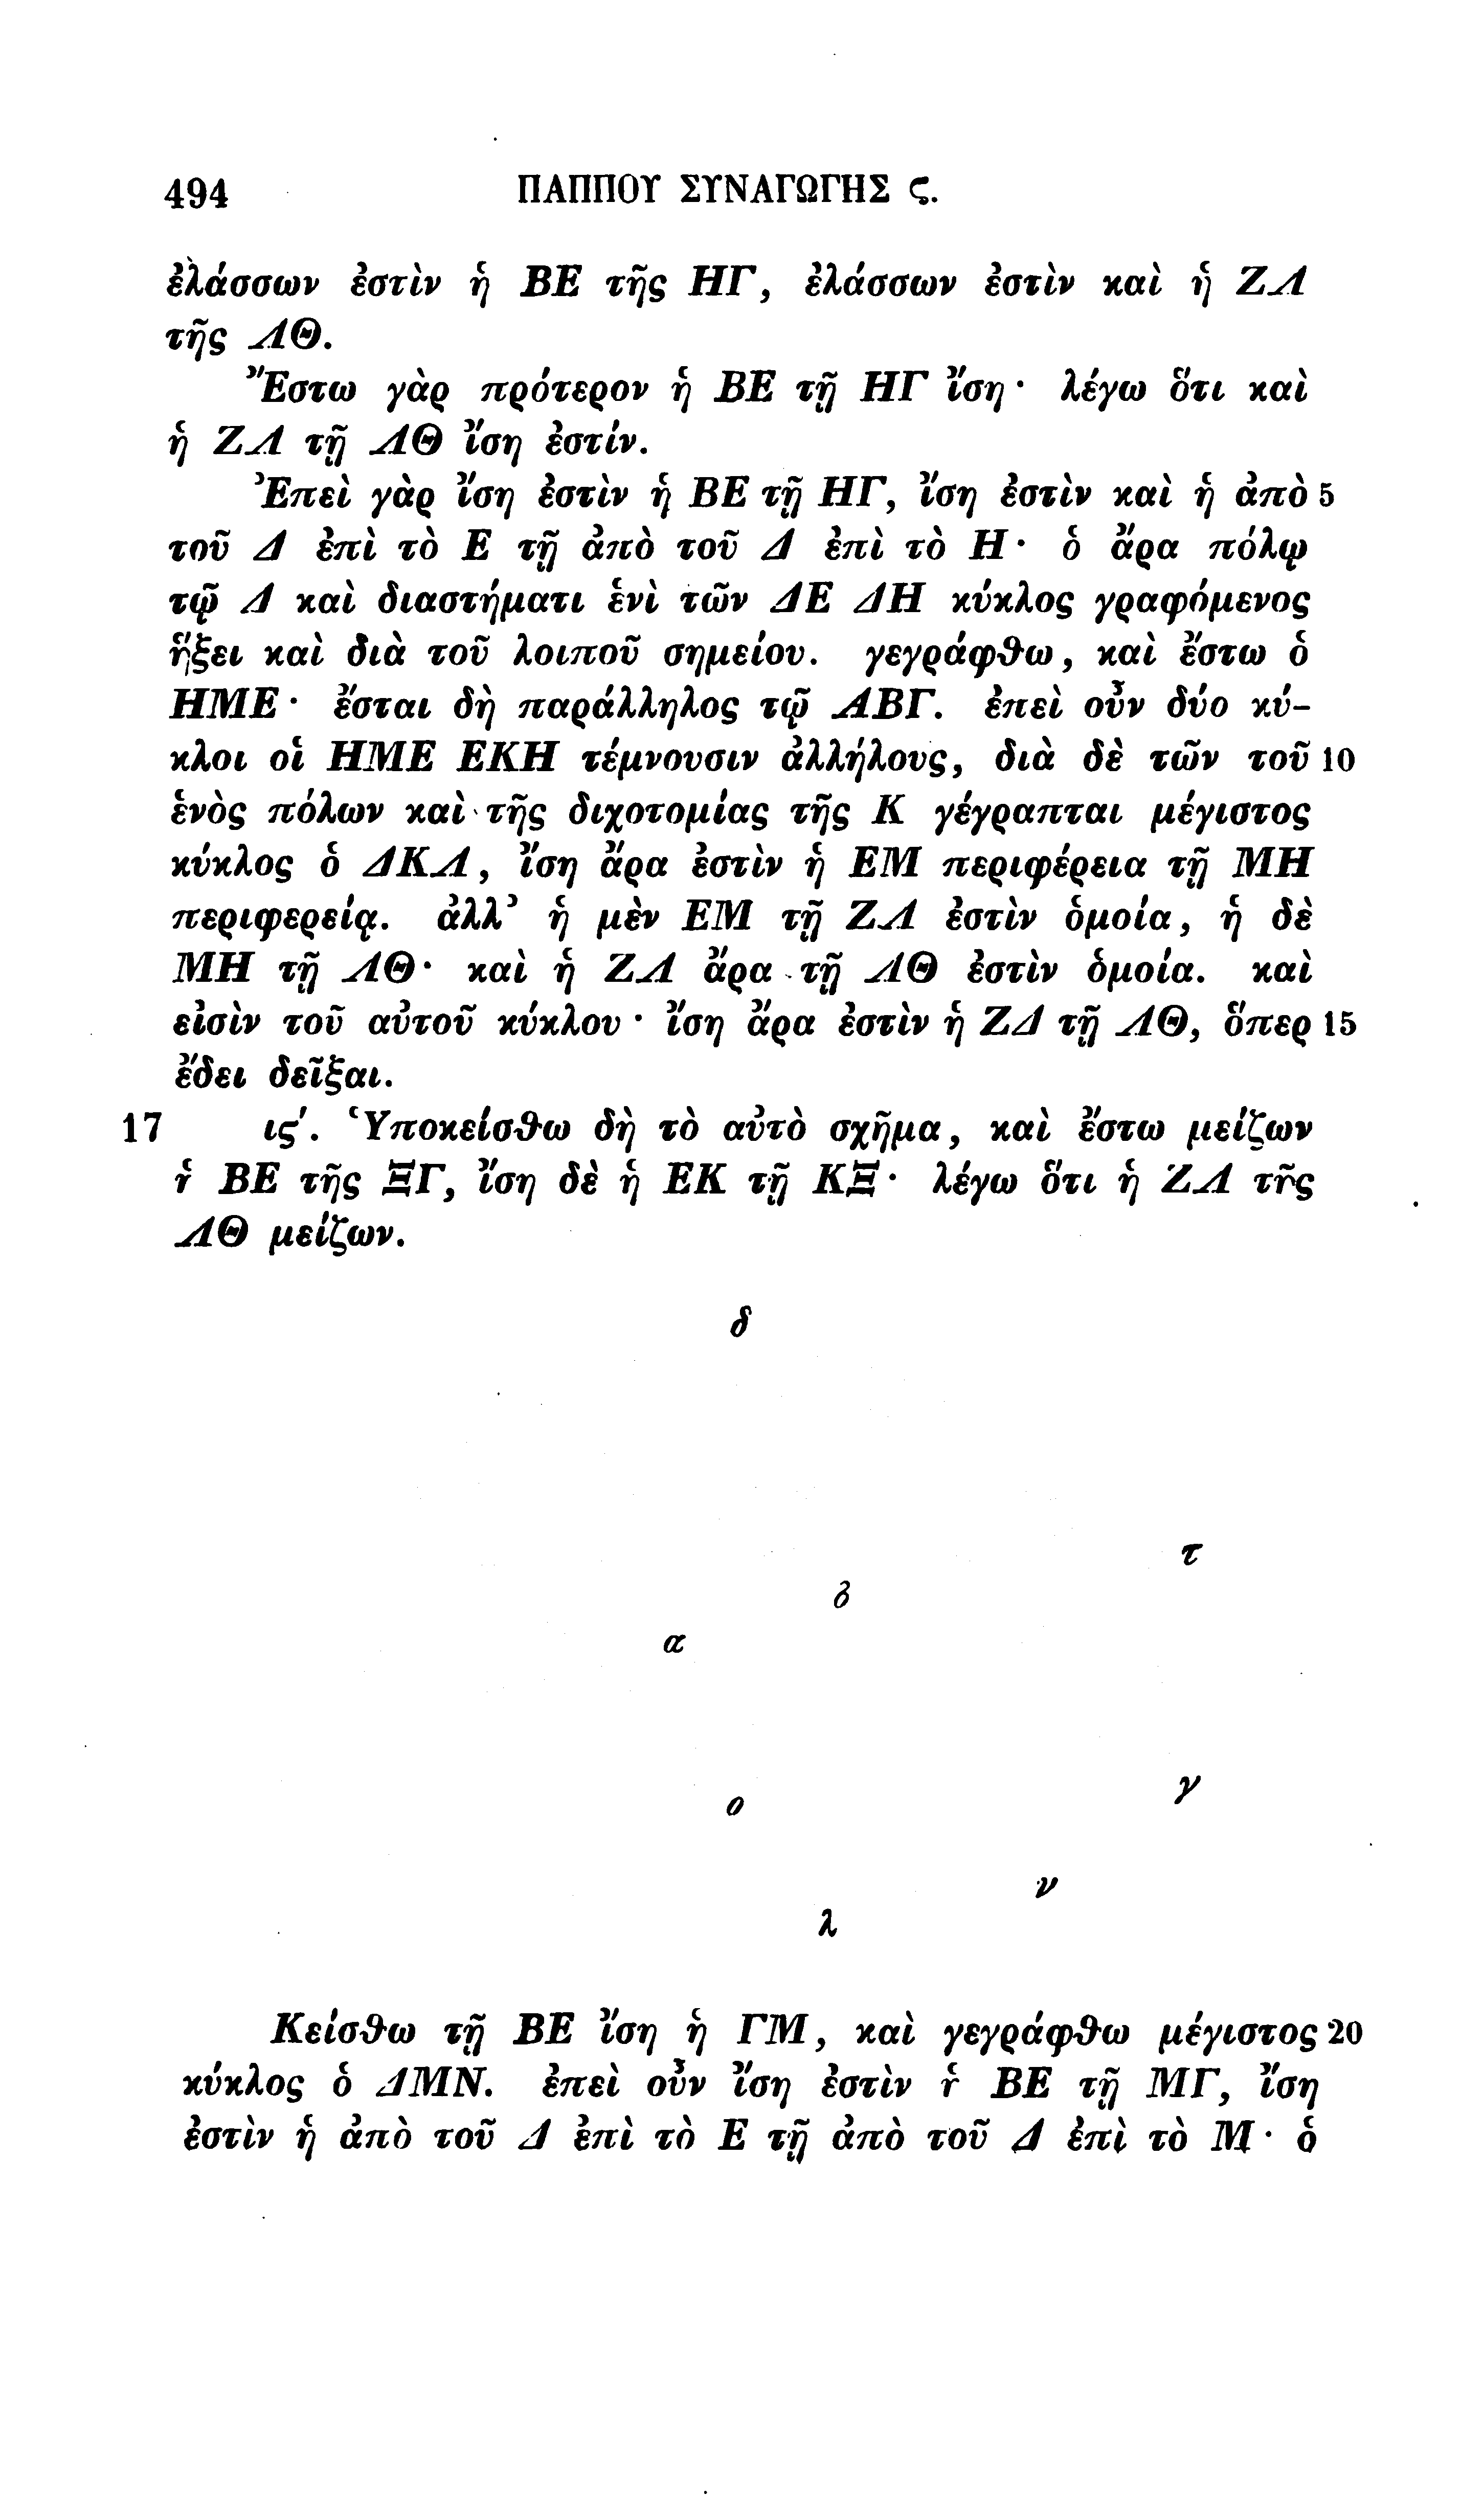 494 ΠΑΠΠΟΥ ΣΥΝΑΓΩΓΗΣ ϛ.
ἐλάσσων ἐστὶν ἡ ΒΕ τῆς ΗΓ, ἐλάσσων ἐστὶν καὶ ἡ ΖΛ
τῆς ΛΘ.
Ἔστω γὰρ πρότερον ἡ ΒΕ τῇ ΗΓ ἴση· λέγω ὅτι καὶ
ἡ ΖΛ τῇ ΛΘ ἴση ἐστίν.
Ἐπεὶ γὰρ ἴση ἐστὶν ἡ ΒΕ τῇ ΗΓ, ἴση ἐστὶν καὶ ἡ ἀπὸ 5
τοῦ Δ ἐπὶ τὸ Ε τῇ ἀπὸ τοῦ Δ ἐπὶ τὸ Η· ὁ ἄρα πόλῳ
τῷ Δ καὶ διαστήματι ἑνὶ τῶν ΔΕ ΔΗ κύκλος γραφόμενος
ἥξει καὶ διὰ τοῦ λοιποῦ σημείου. γεγράφθω, καὶ ἔστω ὁ
ΗΜΕ· ἔσται δὴ παράλληλος τῷ ΑΒΓ. ἐπεὶ οὖν δύο κύ-
κλοι οἱ ΗΜΕ ΕΚΗ τέμνουσιν ἀλλήλους, διὰ δὲ τῶν τοῦ 10
ἑνὸς πόλων καὶ τῆς διχοτομίας τῆς Κ γέγραπται μέγιστος
κύκλος ὁ ΔΚΛ, ἴση ἄρα ἐστὶν ἡ ΕΜ περιφέρεια τῇ ΜΗ
περιφερείᾳ. ἀλλ’ ἡ μὲν ΕΜ τῇ ΖΛ ἐστὶν ὁμοία, ἡ δὲ
ΜΗ τῇ ΛΘ· καὶ ἡ ΖΛ ἄρα τῇ ΛΘ ἐστὶν ὁμοία. καὶ
εἰσὶν τοῦ αὐτοῦ κύκλου· ἴση ἄρα ἐστὶν ἡ ΖΔ τῇ ΛΘ, ὅπερ 15
ἔδει δεῖξαι.
17 ιϛ΄. Ὑποκείσθω δὴ τὸ αὐτὸ σχῆμα, καὶ ἔστω μείζων
ἡ ΒΕ τῆς ΞΓ, ἴση δὲ ἡ ΕΚ τῇ ΚΞ· λέγω ὅτι ἡ ΖΛ τῆς
ΛΘ μείζων.
δ
τ
δ
α
γ
ο
ν
λ
Κείσθω τῇ ΒΕ ἴση ἡ ΓΜ, καὶ γεγράφθω μέγιστος 20
κύκλος ὁ ΔΜΝ. ἐπεὶ οὖν ἴση ἐστὶν ἡ ΒΕ τῇ ΜΓ, ἴση
ἐστὶν ἡ ἀπὸ τοῦ Δ ἐπὶ τὸ Ε τῇ ἀπὸ τοῦ Δ ἐπὶ τὸ Μ· ὁ